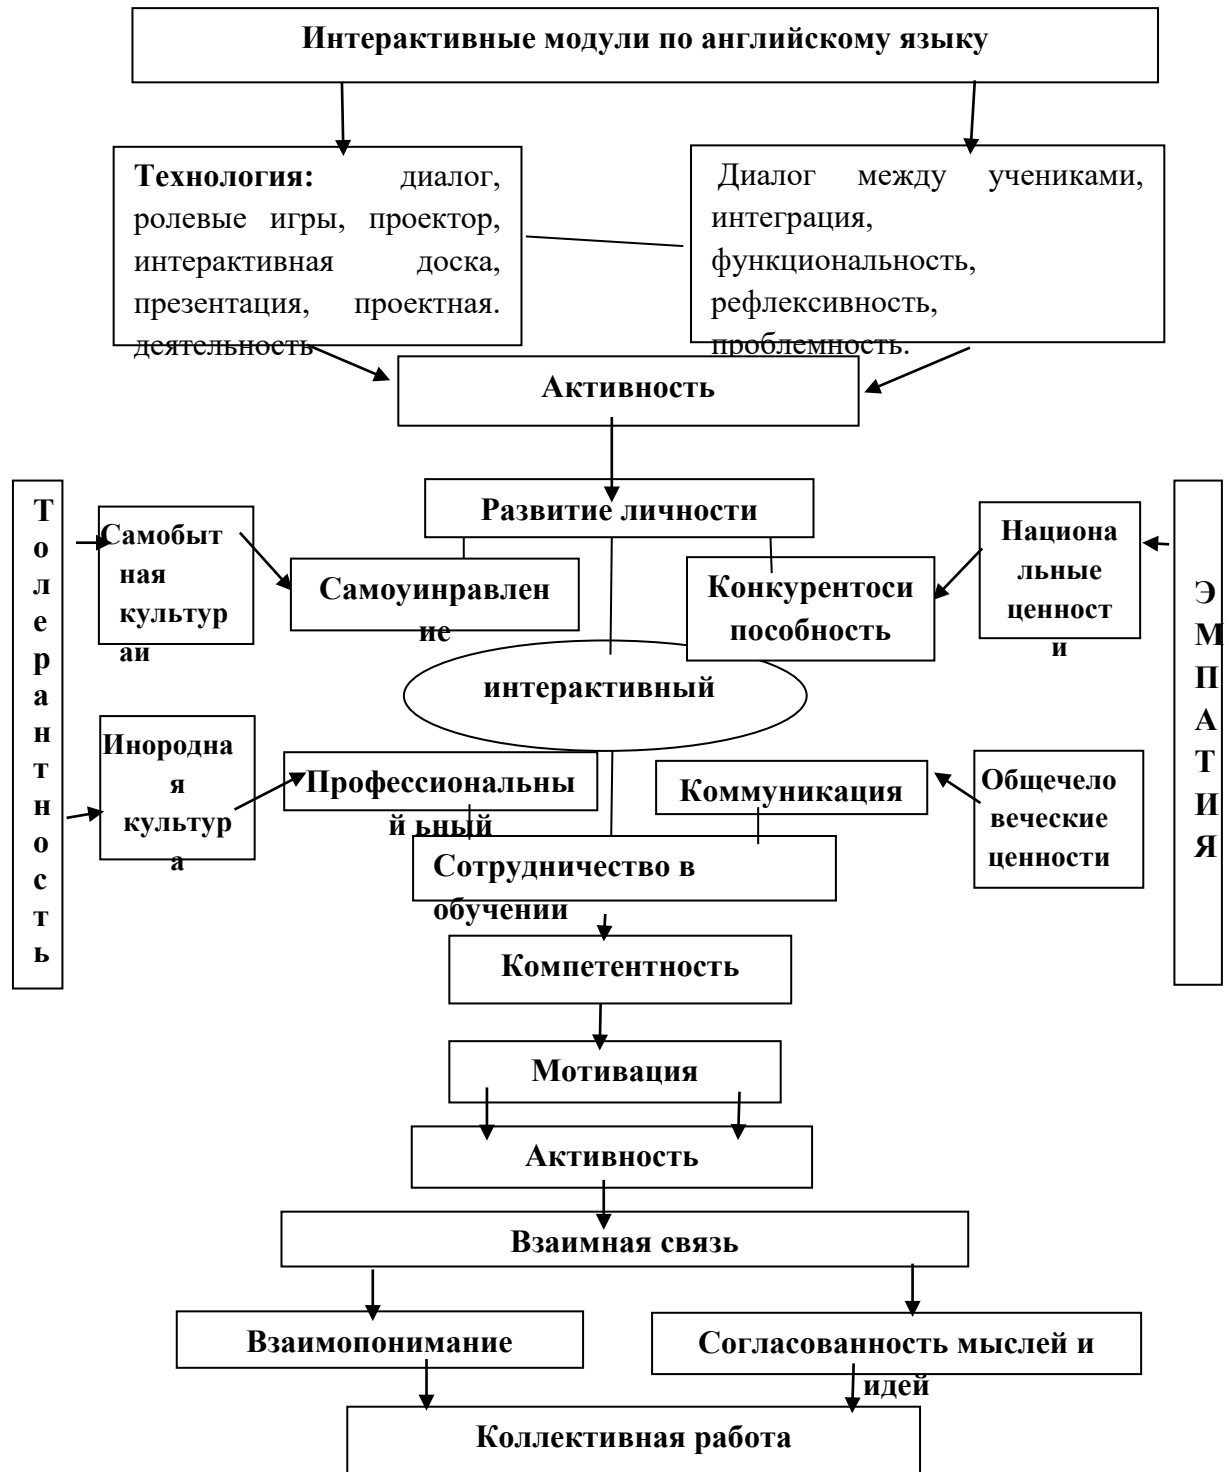 Интерактивные модули по английскому языку
Технология: диалог,
ролевые игры, проектор,
интерактивная доска,
презентация, проектная.
деятельность
Диалог между учениками,
интеграция,
функциональность,
рефлексивность,
проблемность.
Активность
Толерантность
Самобыт
ная
культур
аи
Развитие личности
Самоуинравлен
ие
Конкурентоси
пособность
Национа
льные
ценност
и
ЭМПАТИЯ
интерактивный
Инородна
я
культур
а
Профессиональны
й ьный
Коммуникация
Общечело
веческие
ценности
Сотрудничество в
обучении
Компетентность
Мотивация
Активность
Взаимная связь
Взаимопонимание
Согласованность мыслей и
идей
Коллективная работа